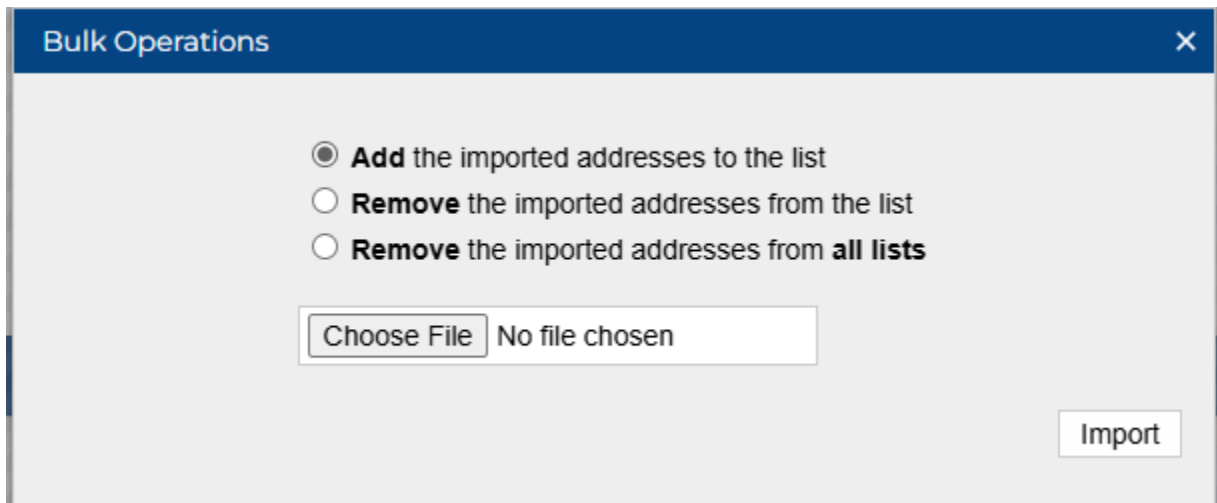 Bulk Operations
Add the imported addresses to the list
Remove the imported addresses from the list
Remove the imported addresses from all lists
Choose File No file chosen
Import